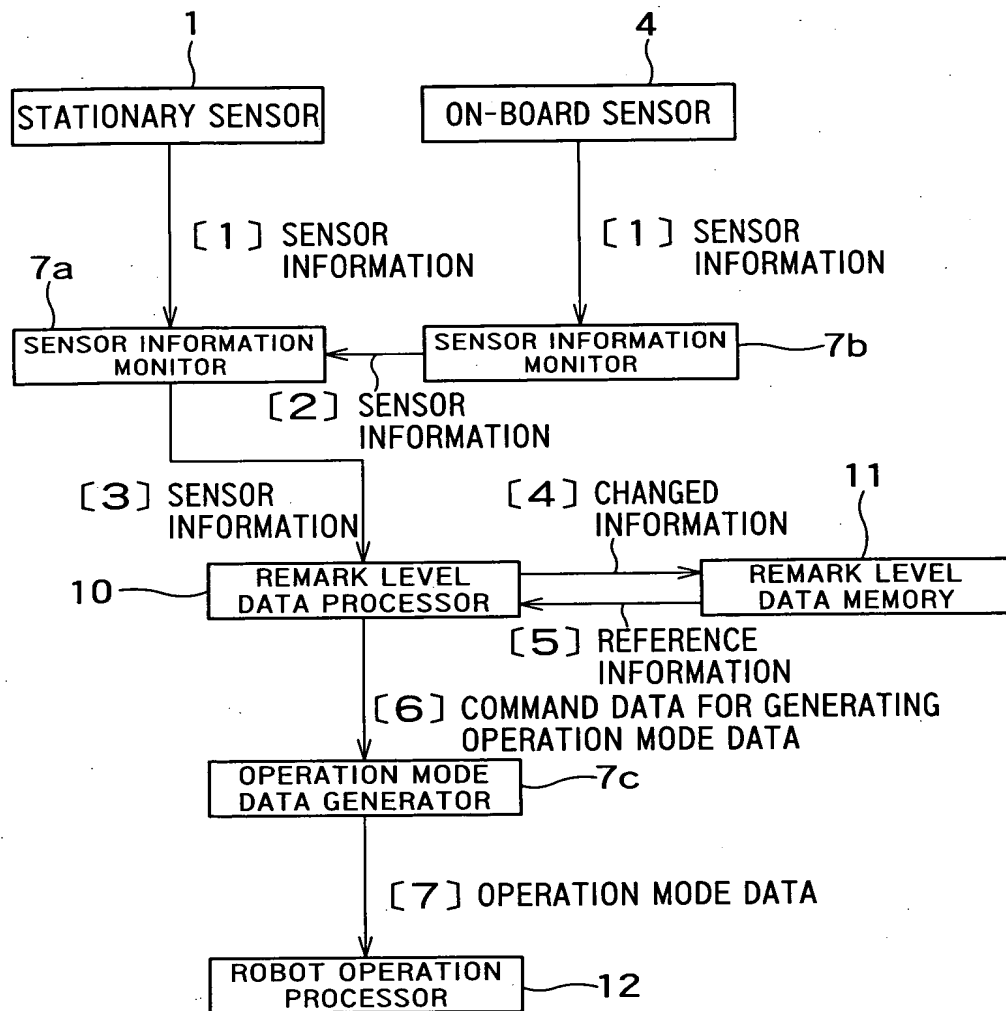 1
4
STATIONARY SENSOR
ON-BOARD SENSOR
[1] SENSOR
INFORMATION
[1] SENSOR
INFORMATION
7a
SENSOR INFORMATION
MONITOR
SENSOR INFORMATION
MONITOR
7b
[2] SENSOR
INFORMATION
[3] SENSOR
INFORMATION
[4] CHANGED
INFORMATION
11
10
REMARK LEVEL
DATA PROCESSOR
REMARK LEVEL
DATA MEMORY
[5] REFERENCE
INFORMATION
[6] COMMAND DATA FOR GENERATING
OPERATION MODE DATA
OPERATION MODE
DATA GENERATOR
7c
[7] OPERATION MODE DATA
ROBOT OPERATION
PROCESSOR
12